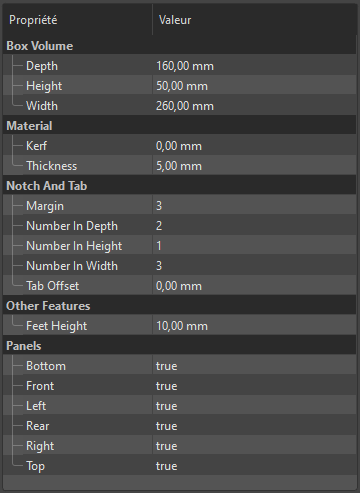 Propriété Valeur
Box Volume
Depth 160,00 mm
Height 50,00 mm
Width 260,00 mm
Material
Kerf 0,00 mm
Thickness 5,00 mm
Notch And Tab
Margin 3
Number In Depth 2
Number In Height 1
Number In Width 3
Tab Offset 0,00 mm
Other Features
Feet Height 10,00 mm
Panels
Bottom true
Front true
Left true
Rear true
Right true
Top true